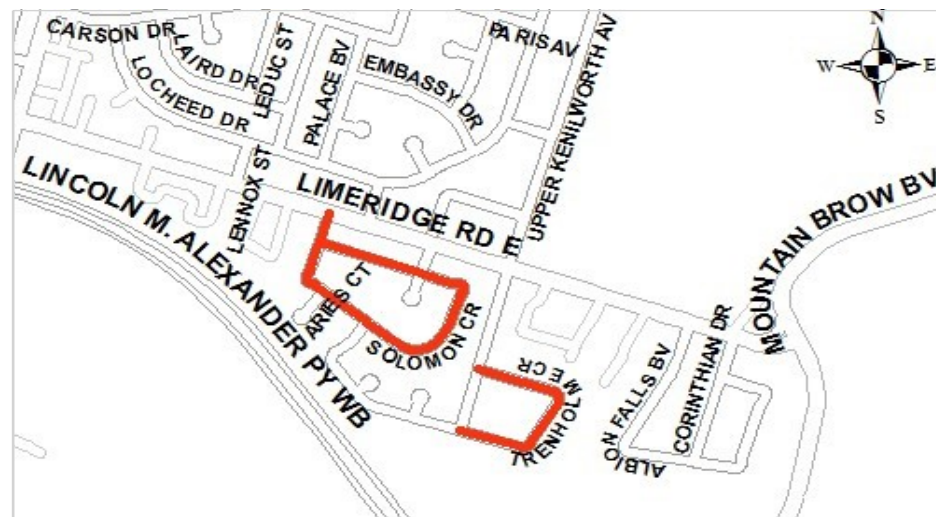 CARSON DR
LAIRD DR
LOCHEED DR
LEDUC ST
PALACE BV
EMBASSY DR
PARIS AV
UPPER KENILWORTH AV
N
W
E
S
LENNOX ST
LIMERIDGE RD E
LINCOLN M. ALEXANDER PY WB
ARIES CT
SOLOMON CR
TRENHOLME CR
ALBION FALLS BV
CORINTHIAN DR
MOUNTAIN BROW BV